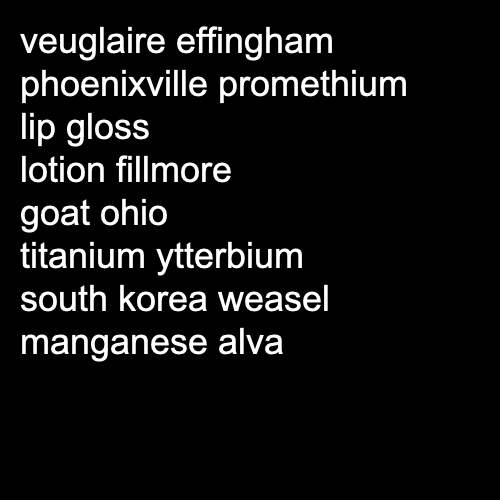 veuglaire effingham
phoenixville promethium
lip gloss
lotion fillmore
goat ohio
titanium ytterbium
south korea weasel
manganese alva